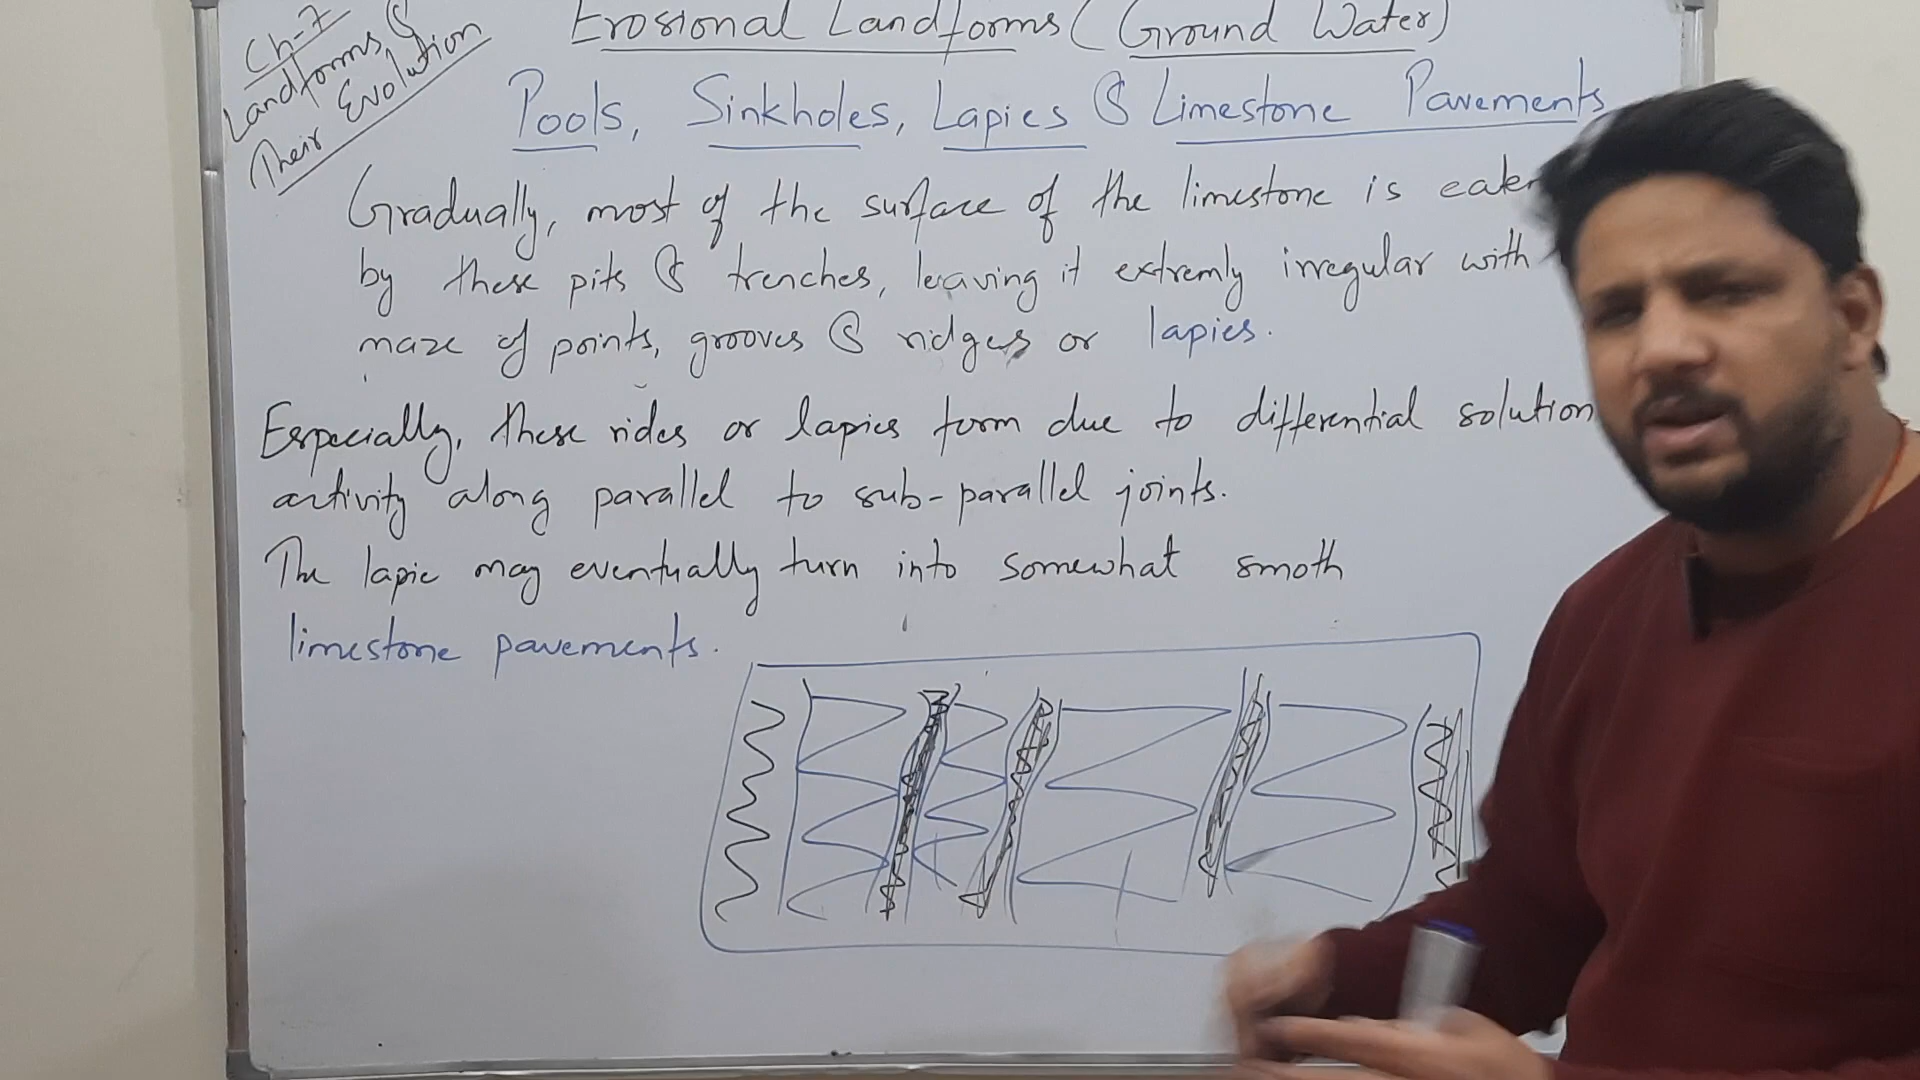 Ch-7
Landforms &
Their Evolution
Erosional Landforms (Ground Water)
Pools, Sinkholes, Lapies & Limestone Pavements
Gradually, most of the surface of the limestone is eaten
by these pits & trenches, leaving it extremly irregular with
maze of points, grooves & ridges or lapies.
Especially, these rides or lapies form due to differential solution
activity along parallel to sub-parallel joints.
The lapie may eventually turn into somewhat smoth
limestone pavements.